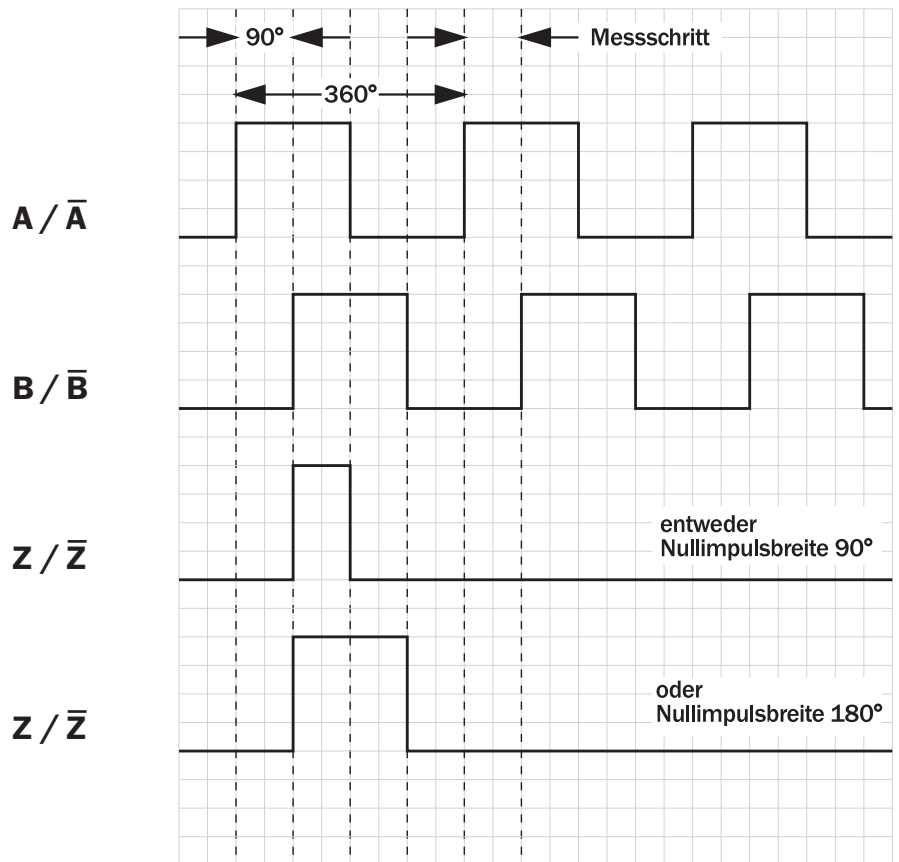 90°
Messschritt
360°
A / A̅
B / B̅
Z / Z̅
entweder
Nullimpulsbreite 90°
Z / Z̅
oder
Nullimpulsbreite 180°